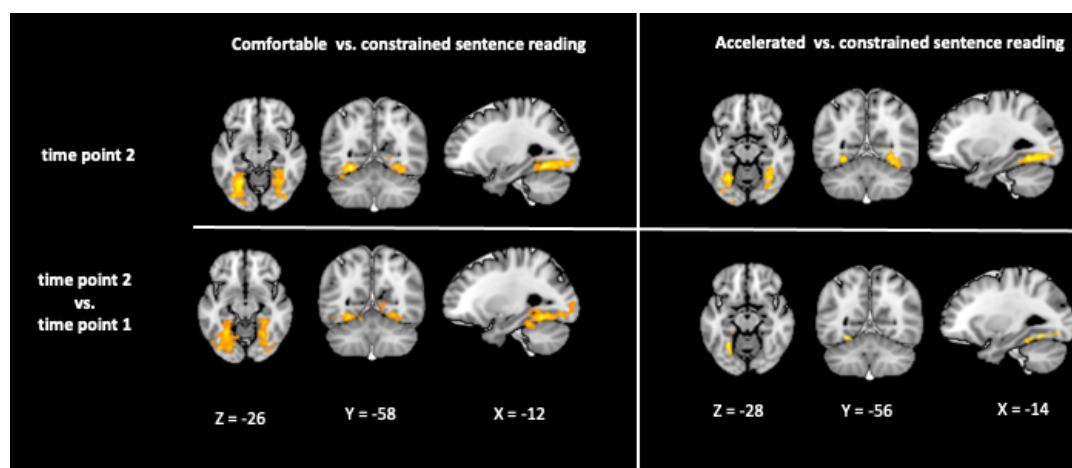 Comfortable vs. constrained sentence reading
Accelerated vs. constrained sentence reading
time point 2
time point 2
vs.
time point 1
Z = -26
Y = -58
X = -12
Z = -28
Y = -56
X = -14